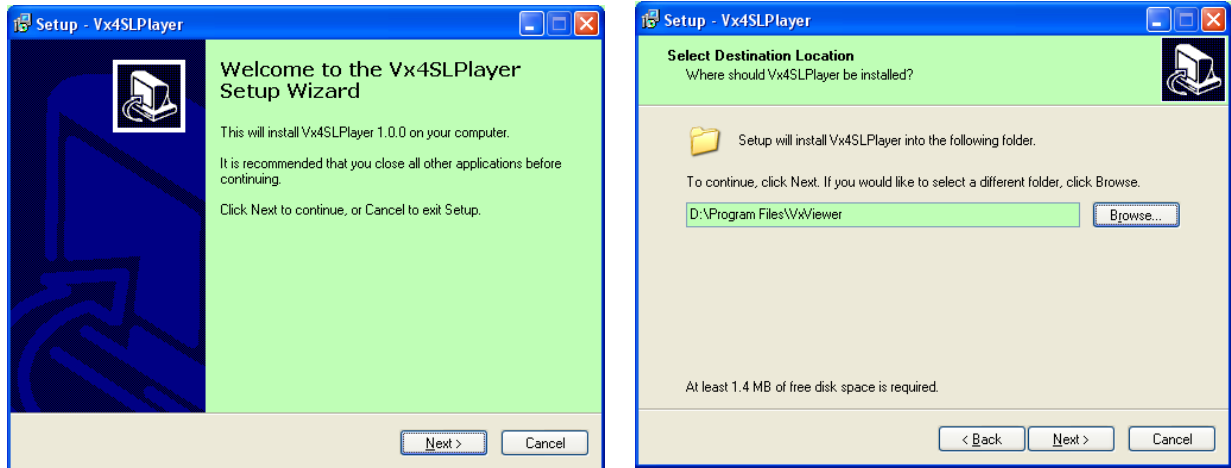 Setup - Vx4SLPlayer
Welcome to the Vx4SLPlayer
Setup Wizard
This will install Vx4SLPlayer 1.0.0 on your computer.
It is recommended that you close all other applications before
continuing.
Click Next to continue, or Cancel to exit Setup.
Next >
Cancel
Setup - Vx4SLPlayer
Select Destination Location
Where should Vx4SLPlayer be installed?
Setup will install Vx4SLPlayer into the following folder.
To continue, click Next. If you would like to select a different folder, click Browse.
D:\Program Files\VxViewer
Browse...
At least 1.4 MB of free disk space is required.
< Back
Next >
Cancel